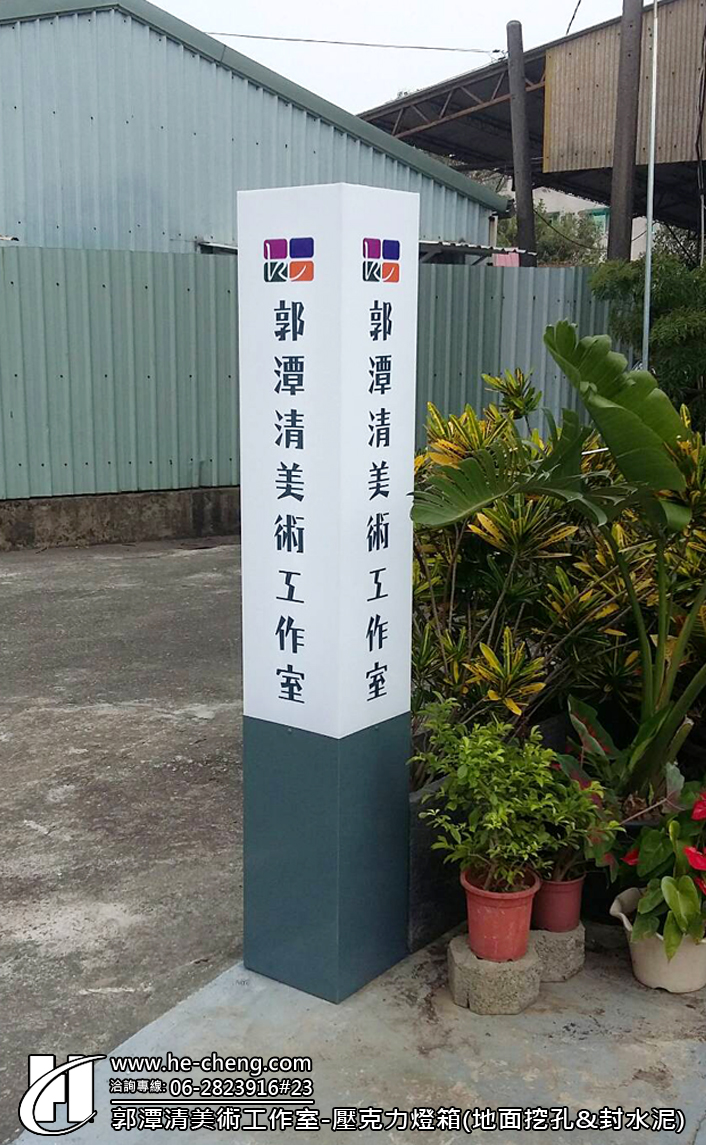 郭潭清美術工作室
郭潭清美術工作室
www.he-cheng.com
洽詢專線:06-2823916#23
郭潭清美術工作室-壓克力燈箱(地面挖孔&封水泥)